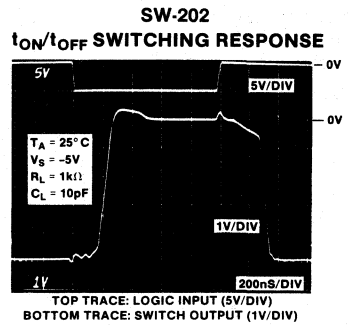 SW-202
tON/tOFF SWITCHING RESPONSE
5V
0V
5V/DIV
0V
TA = 25°C
VS = -5V
RL = 1kΩ
CL = 10pF
1V/DIV
1V
200nS/DIV
TOP TRACE: LOGIC INPUT (5V/DIV)
BOTTOM TRACE: SWITCH OUTPUT (1V/DIV)